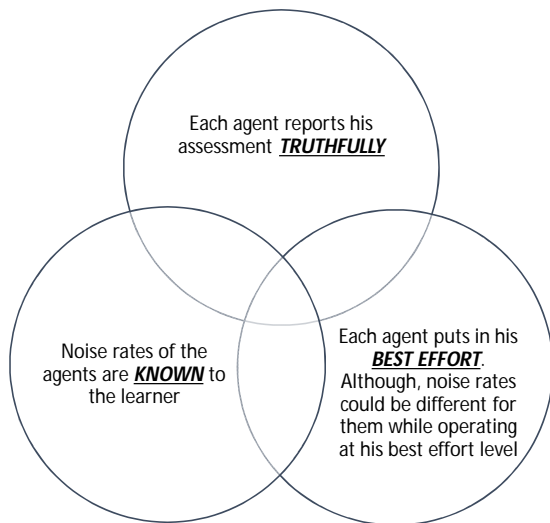 Each agent reports his
assessment TRUTHFULLY
Noise rates of the
agents are KNOWN to
the learner
Each agent puts in his
BEST EFFORT.
Although, noise rates
could be different for
them while operating
at his best effort level